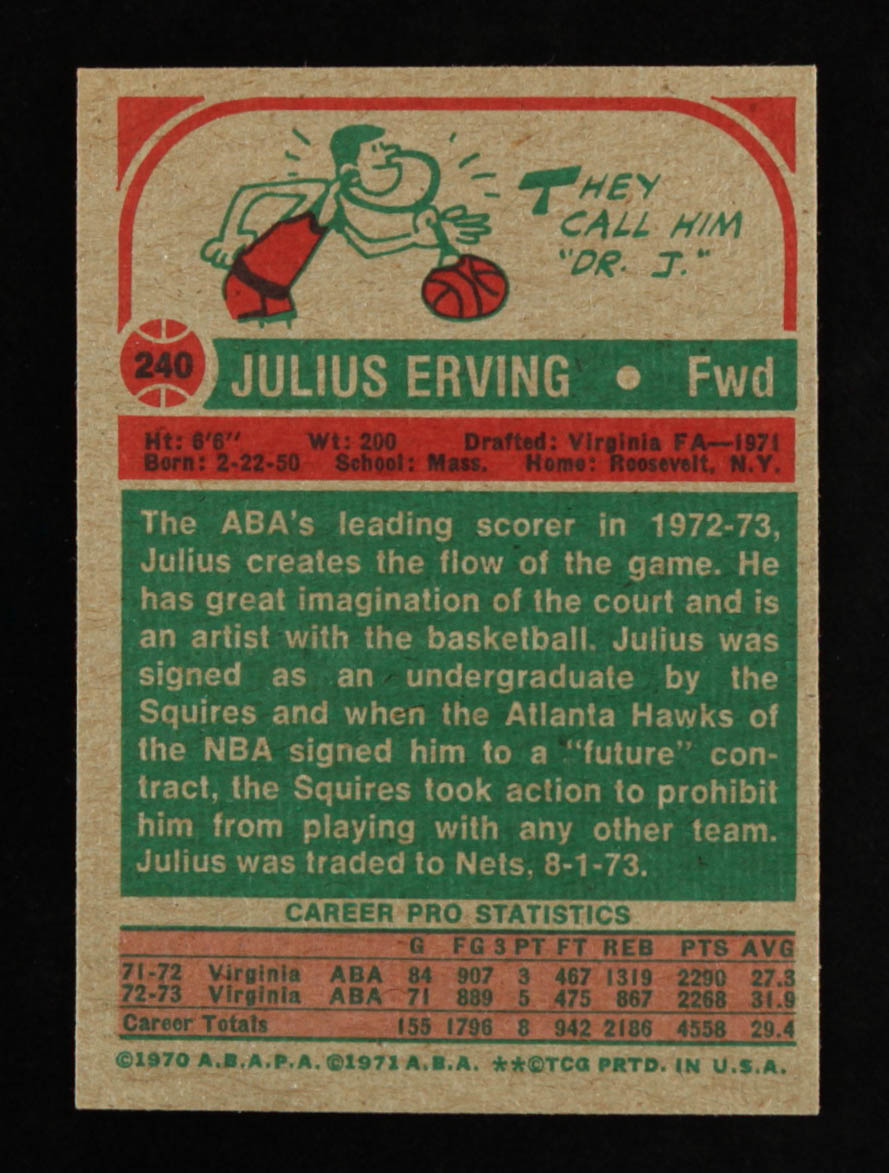 THEY
CALL HIM
"DR. J."
240 JULIUS ERVING • Fwd
Ht: 6'6" Wt: 200 Drafted: Virginia FA—1971
Born: 2-22-50 School: Mass. Home: Roosevelt, N.Y.
The ABA's leading scorer in 1972-73,
Julius creates the flow of the game. He
has great imagination of the court and is
an artist with the basketball. Julius was
signed as an undergraduate by the
Squires and when the Atlanta Hawks of
the NBA signed him to a "future" con-
tract, the Squires took action to prohibit
him from playing with any other team.
Julius was traded to Nets, 8-1-73.
CAREER PRO STATISTICS
G FG 3 PT FT REB PTS AVG
71-72 Virginia ABA 84 907 3 467 1319 2290 27.3
72-73 Virginia ABA 71 889 5 475 867 2268 31.9
Career Totals 155 1796 8 942 2186 4558 29.4
©1970 A.B.A.P.A. ©1971 A.B.A. **©TCG PRTD. IN U.S.A.